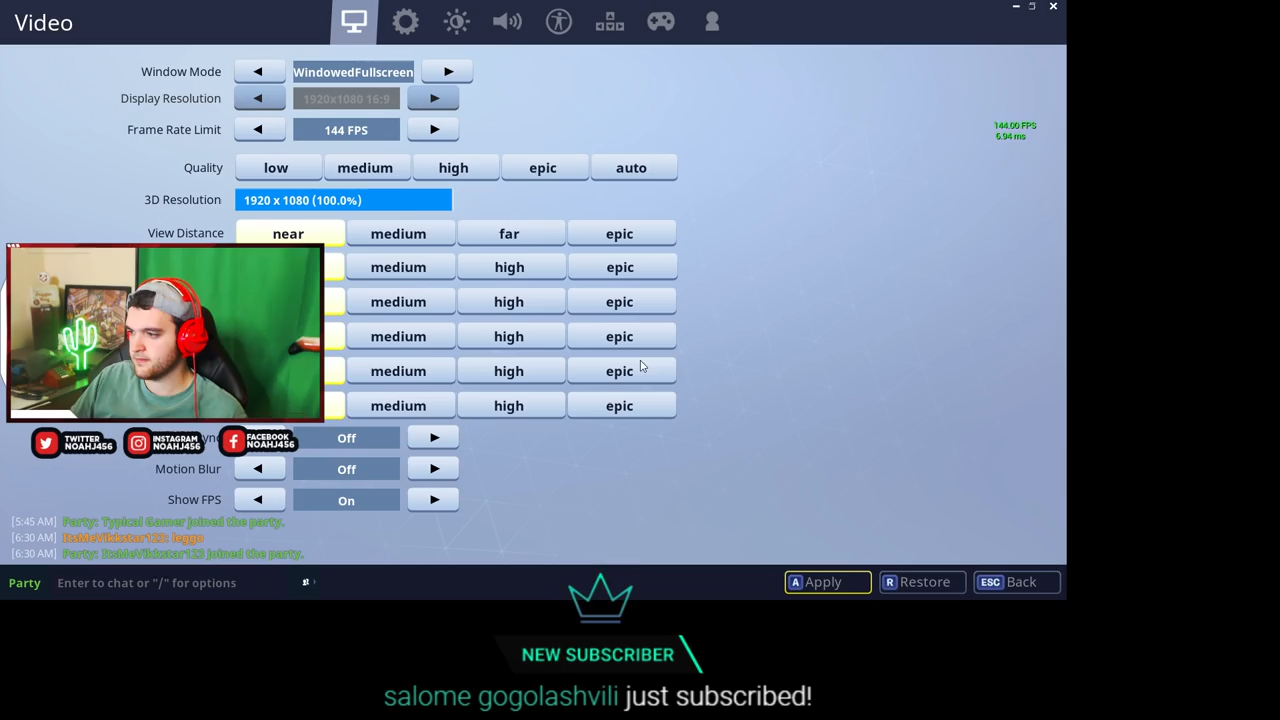 Video
Window Mode WindowedFullscreen
Display Resolution 1920x1080 16:9
Frame Rate Limit 144 FPS
144.00 FPS
6.94 ms
Quality low medium high epic auto
3D Resolution 1920 x 1080 (100.0%)
View Distance near medium far epic
medium high epic
medium high epic
medium high epic
medium high epic
medium high epic
TWITTER
NOAHJ456
INSTAGRAM
NOAHJ456
FACEBOOK
NOAHJ456
Off
Motion Blur Off
Show FPS On
[5:45 AM] Party: Typical Gamer joined the party.
[6:30 AM] ItsMeVikkstar123: leggo
[6:30 AM] Party: ItsMeVikkstar123 joined the party.
Party Enter to chat or "/" for options
A Apply R Restore ESC Back
NEW SUBSCRIBER
salome gogolashvili just subscribed!